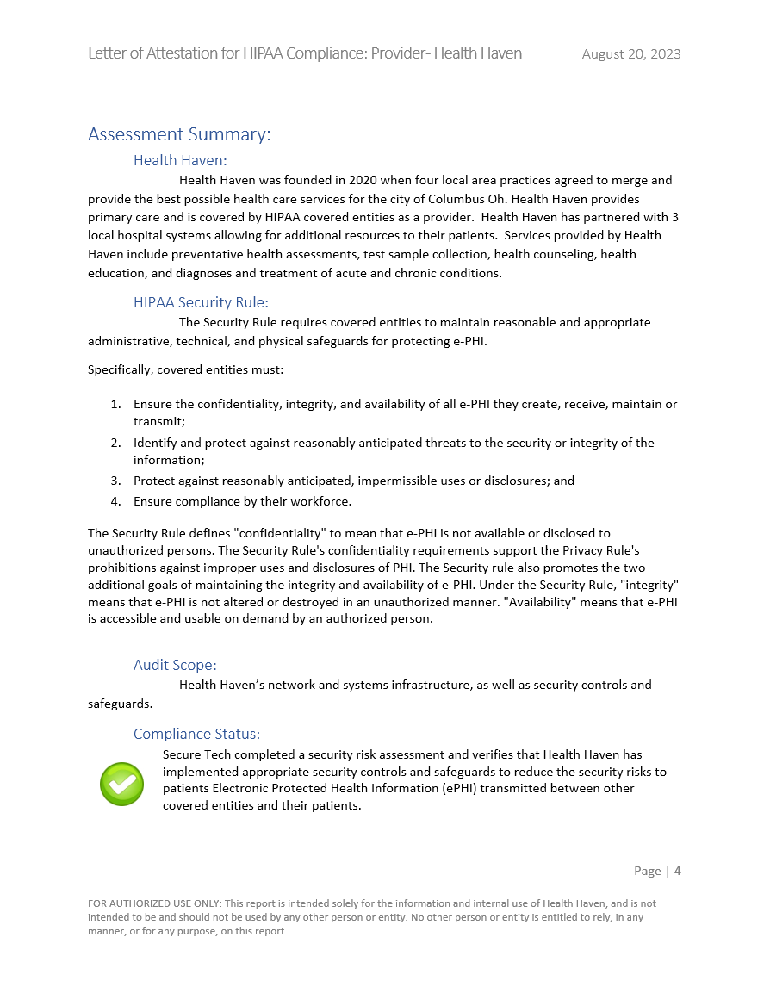 Letter of Attestation for HIPAA Compliance: Provider- Health Haven August 20, 2023
Assessment Summary:
Health Haven:
Health Haven was founded in 2020 when four local area practices agreed to merge and
provide the best possible health care services for the city of Columbus Oh. Health Haven provides
primary care and is covered by HIPAA covered entities as a provider.  Health Haven has partnered with 3
local hospital systems allowing for additional resources to their patients.  Services provided by Health
Haven include preventative health assessments, test sample collection, health counseling, health
education, and diagnoses and treatment of acute and chronic conditions.
HIPAA Security Rule:
The Security Rule requires covered entities to maintain reasonable and appropriate
administrative, technical, and physical safeguards for protecting e-PHI.
Specifically, covered entities must:
1. Ensure the confidentiality, integrity, and availability of all e-PHI they create, receive, maintain or
transmit;
2. Identify and protect against reasonably anticipated threats to the security or integrity of the
information;
3. Protect against reasonably anticipated, impermissible uses or disclosures; and
4. Ensure compliance by their workforce.
The Security Rule defines "confidentiality" to mean that e-PHI is not available or disclosed to
unauthorized persons. The Security Rule's confidentiality requirements support the Privacy Rule's
prohibitions against improper uses and disclosures of PHI. The Security rule also promotes the two
additional goals of maintaining the integrity and availability of e-PHI. Under the Security Rule, "integrity"
means that e-PHI is not altered or destroyed in an unauthorized manner. "Availability" means that e-PHI
is accessible and usable on demand by an authorized person.
Audit Scope:
Health Haven’s network and systems infrastructure, as well as security controls and
safeguards.
Compliance Status:
Secure Tech completed a security risk assessment and verifies that Health Haven has
implemented appropriate security controls and safeguards to reduce the security risks to
patients Electronic Protected Health Information (ePHI) transmitted between other
covered entities and their patients.
Page | 4
FOR AUTHORIZED USE ONLY: This report is intended solely for the information and internal use of Health Haven, and is not
intended to be and should not be used by any other person or entity. No other person or entity is entitled to rely, in any
manner, or for any purpose, on this report.